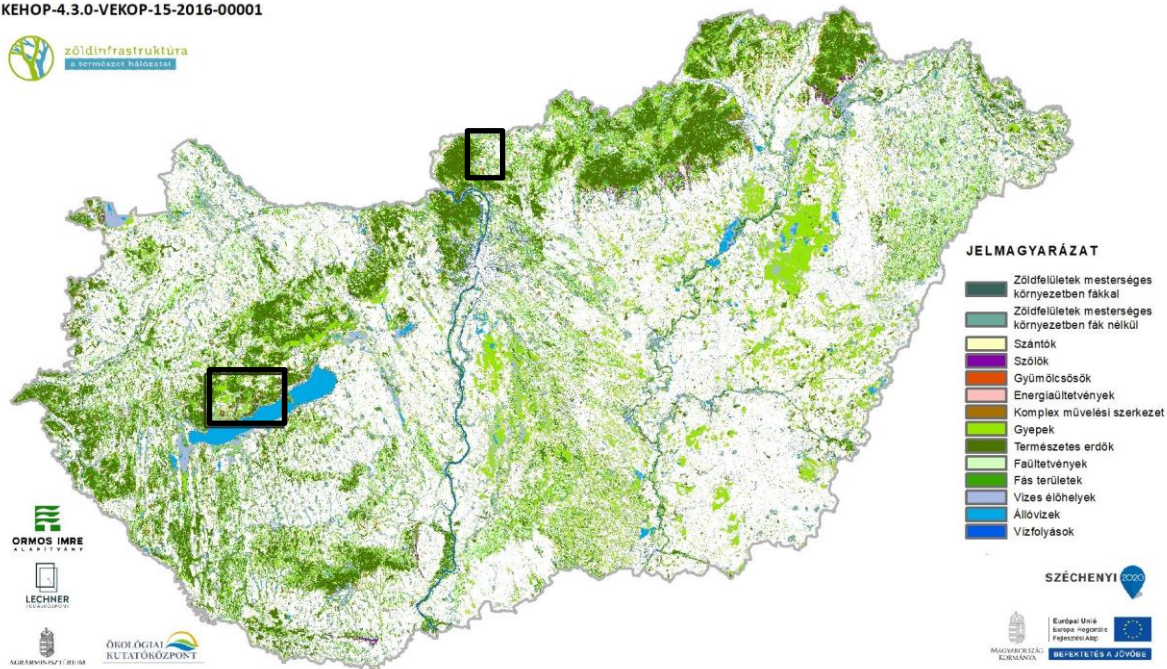 KEHOP-4.3.0-VEKOP-15-2016-00001
zöldinfrastruktúra
a természet hálózatai
JELMAGYARÁZAT
Zöldfelületek mesterséges
környezetben fákkal
Zöldfelületek mesterséges
környezetben fák nélkül
Szántók
Szőlők
Gyümölcsösök
Energiaültetvények
Komplex művelési szerkezet
Gyepek
Természetes erdők
Faültetvények
Fás területek
Vizes élőhelyek
Állóvizek
Vízfolyások
ORMOS IMRE
ALAPÍTVÁNY
LECHNER
TUDÁSKÖZPONT
AGRÁRMINISZTÉRIUM
ÖKOLÓGIAI
KUTATÓKÖZPONT
SZÉCHENYI 2020
MAGYARORSZÁG
KORMÁNYA
Európai Unió
Európai Regionális
Fejlesztési Alap
BEFEKTETÉS A JÖVŐBE